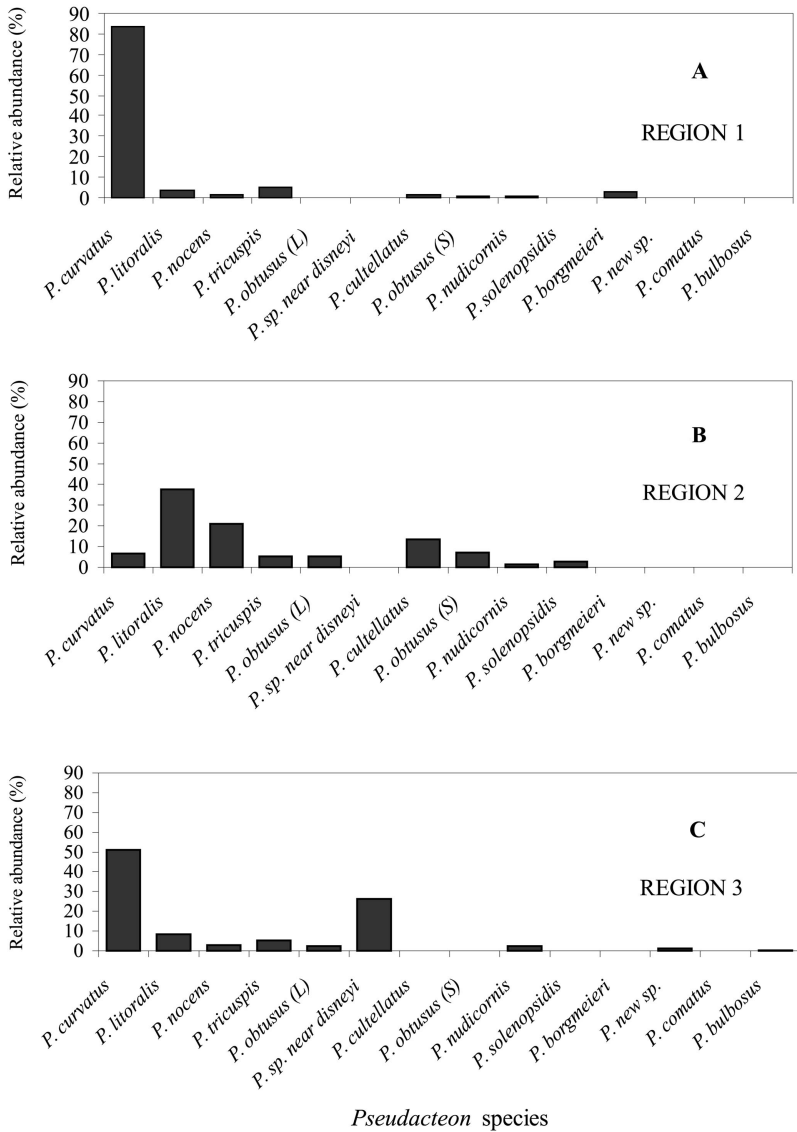 Relative abundance (%)
90
80
70
60
50
40
30
20
10
0
A
REGION 1
P. curvatus
P. litoralis
P. nocens
P. tricuspis
P. obtusus (L)
P. sp. near disneyi
P. cultellatus
P. obtusus (S)
P. nudicornis
P. solenopsidis
P. borgmeieri
P. new sp.
P. comatus
P. bulbosus
Relative abundance (%)
90
80
70
60
50
40
30
20
10
0
B
REGION 2
P. curvatus
P. litoralis
P. nocens
P. tricuspis
P. obtusus (L)
P. sp. near disneyi
P. cultellatus
P. obtusus (S)
P. nudicornis
P. solenopsidis
P. borgmeieri
P. new sp.
P. comatus
P. bulbosus
Relative abundance (%)
90
80
70
60
50
40
30
20
10
0
C
REGION 3
P. curvatus
P. litoralis
P. nocens
P. tricuspis
P. obtusus (L)
P. sp. near disneyi
P. cultellatus
P. obtusus (S)
P. nudicornis
P. solenopsidis
P. borgmeieri
P. new sp.
P. comatus
P. bulbosus
Pseudacteon species